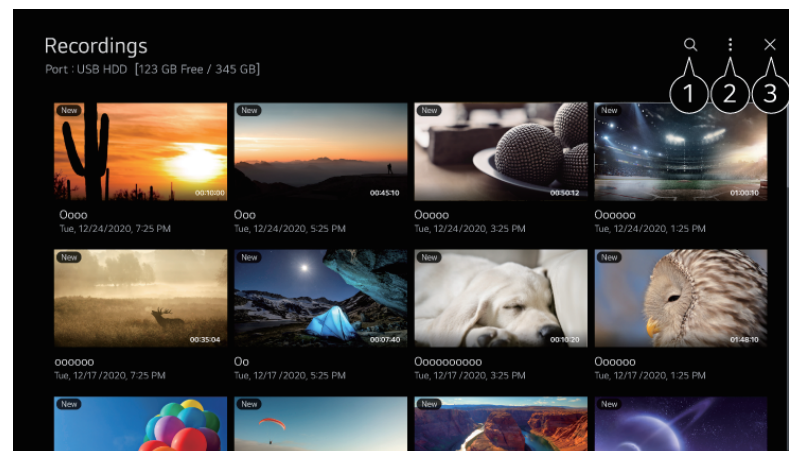 Recordings
Port : USB HDD [123 GB Free / 345 GB]
1 2 3
New New New New
00:10:00 00:45:10 00:50:12 01:00:10
Oooo Ooo Ooooo Oooooo
Tue, 12/24/2020, 7:25 PM Tue, 12/24/2020, 5:25 PM Tue, 12/24/2020, 3:25 PM Tue, 12/24/2020, 1:25 PM
New New New New
00:35:04 00:07:40 00:10:20 01:48:10
oooooo Oo Oooooooooo Oooooo
Tue, 12/17 /2020, 7:25 PM Tue, 12/17 /2020, 5:25 PM Tue, 12/17 /2020, 3:25 PM Tue, 12/17 /2020, 1:25 PM
New New New New